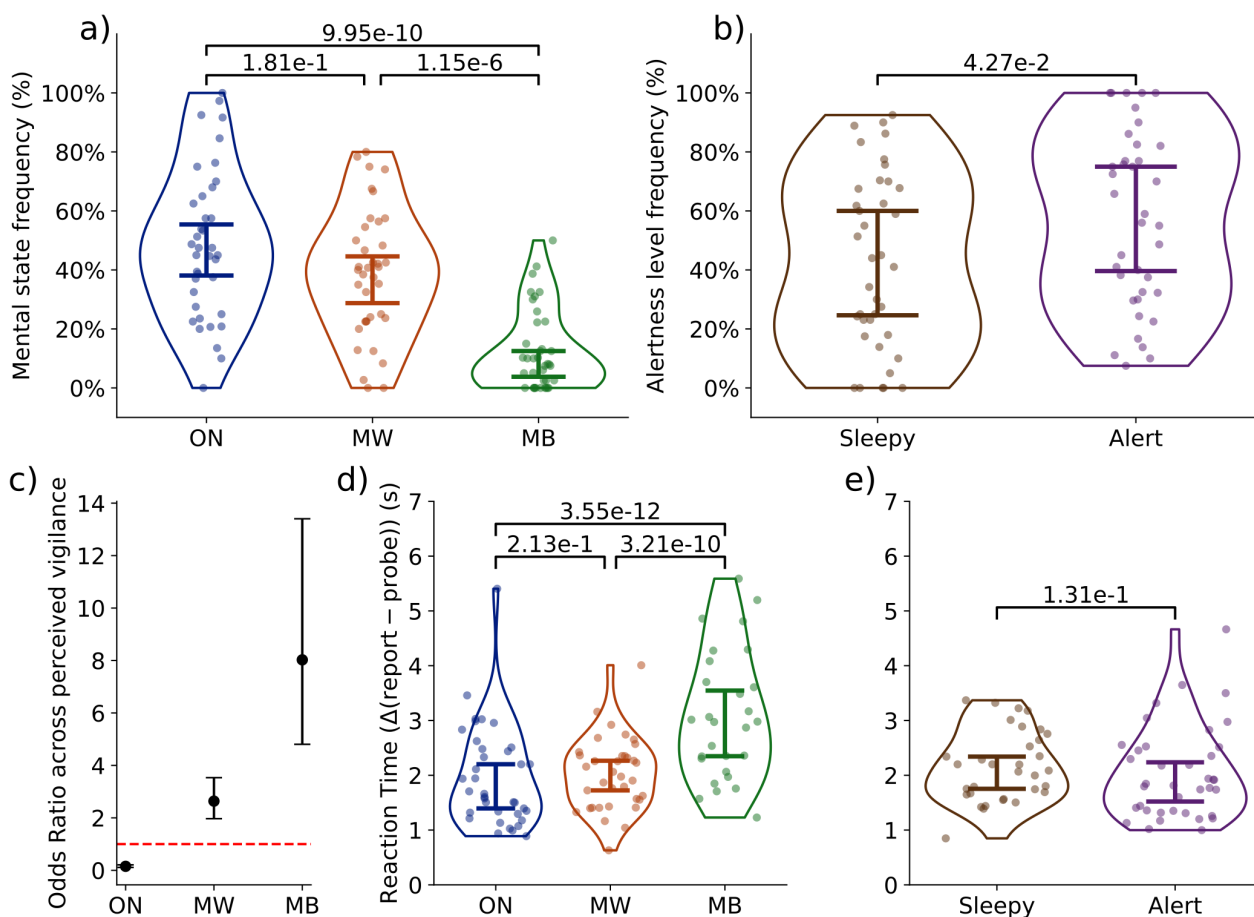 a)
Mental state frequency (%)
100%
80%
60%
40%
20%
0%
9.95e-10
1.81e-1
1.15e-6
ON
MW
MB
b)
Alertness level frequency (%)
100%
80%
60%
40%
20%
0%
4.27e-2
Sleepy
Alert
c)
Odds Ratio across perceived vigilance
14
12
10
8
6
4
2
0
ON
MW
MB
d)
Reaction Time (Δ(report − probe)) (s)
7
6
5
4
3
2
1
0
3.55e-12
2.13e-1
3.21e-10
ON
MW
MB
e)
7
6
5
4
3
2
1
0
1.31e-1
Sleepy
Alert